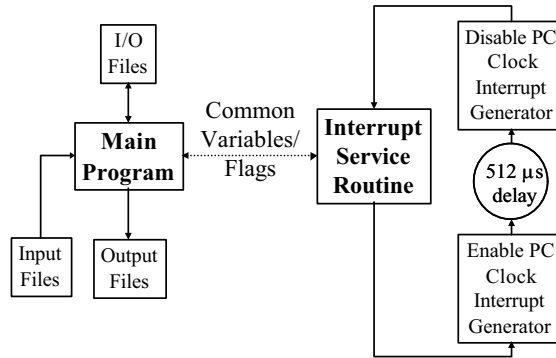 I/O
Files
Main
Program
Input
Files
Output
Files
Common
Variables/
Flags
Interrupt
Service
Routine
Disable PC
Clock
Interrupt
Generator
512 μs
delay
Enable PC
Clock
Interrupt
Generator